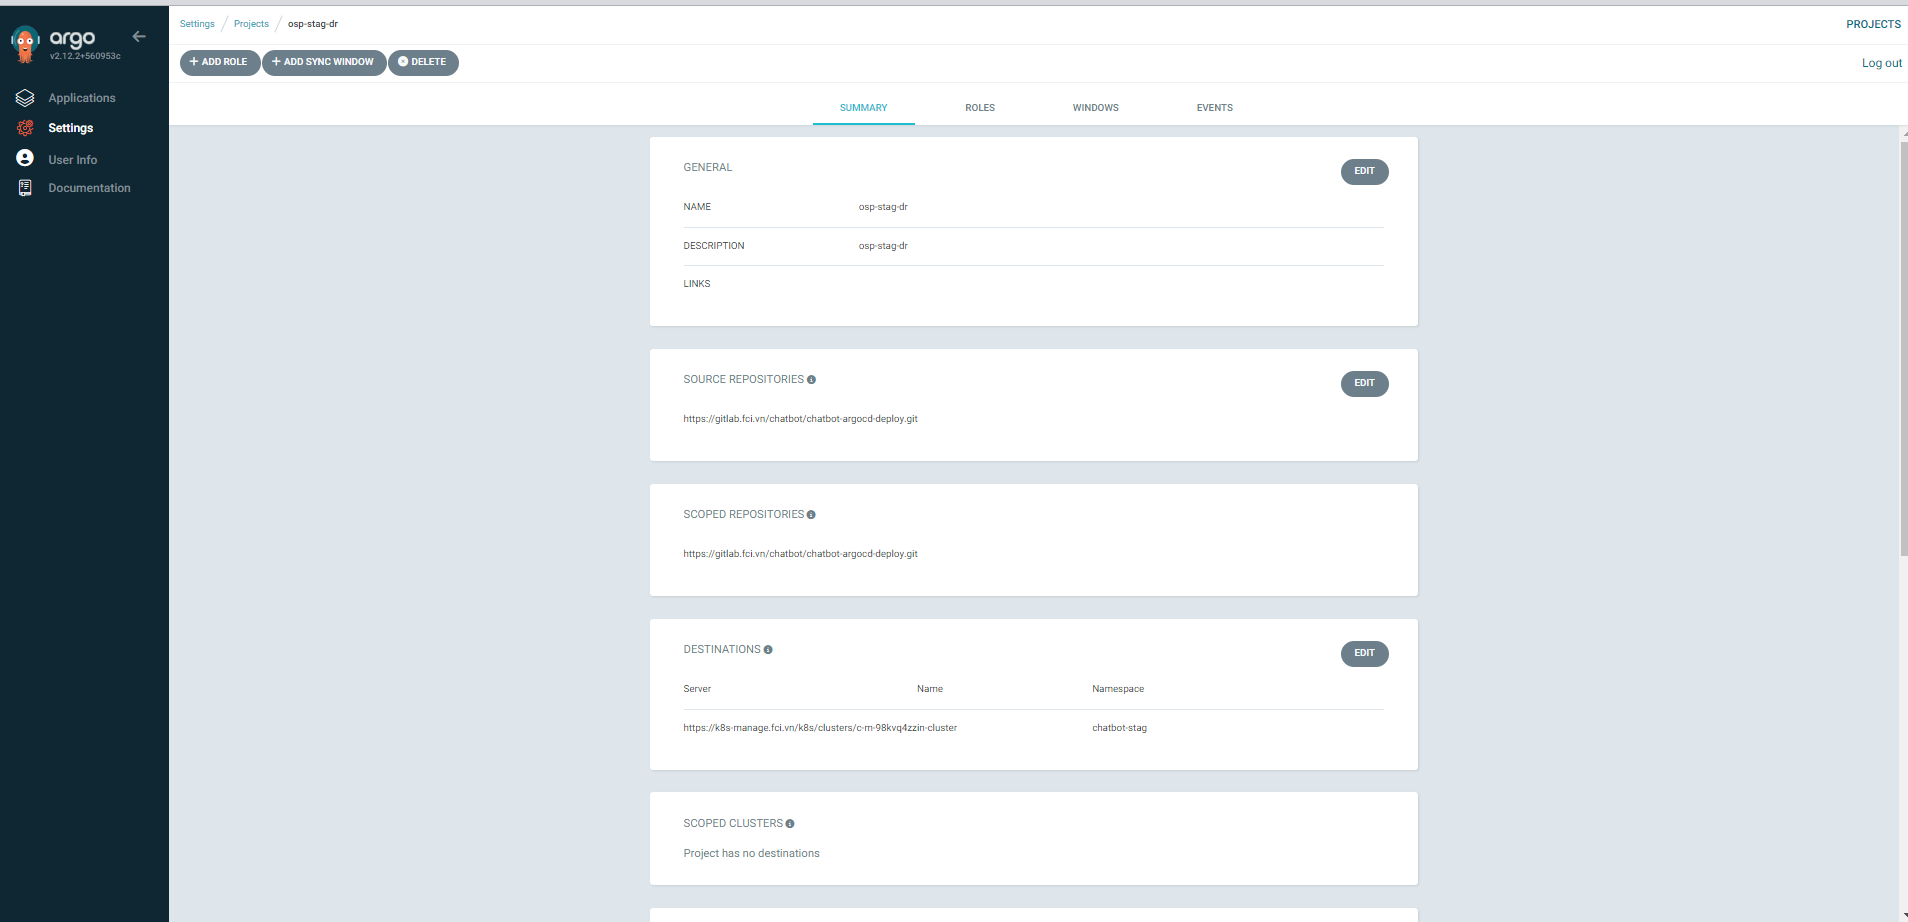 argo
v2.12.2+560953c
Applications
Settings
User Info
Documentation
Settings / Projects / osp-stag-dr
PROJECTS
+ ADD ROLE
+ ADD SYNC WINDOW
DELETE
Log out
SUMMARY
ROLES
WINDOWS
EVENTS
GENERAL
EDIT
NAME osp-stag-dr
DESCRIPTION osp-stag-dr
LINKS
SOURCE REPOSITORIES
EDIT
https://gitlab.fci.vn/chatbot/chatbot-argocd-deploy.git
SCOPED REPOSITORIES
https://gitlab.fci.vn/chatbot/chatbot-argocd-deploy.git
DESTINATIONS
EDIT
Server Name Namespace
https://k8s-manage.fci.vn/k8s/clusters/c-m-98kvq4zzin-cluster chatbot-stag
SCOPED CLUSTERS
Project has no destinations